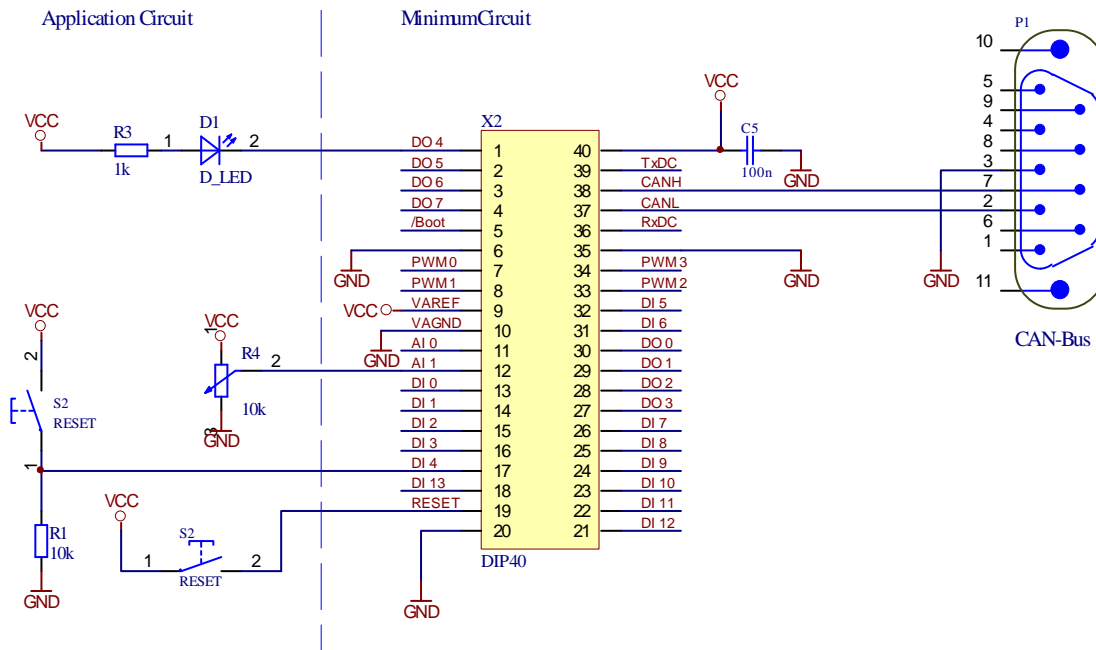 Application Circuit
MinimumCircuit
P1
10
5
9
4
8
3
7
2
6
1
11
CAN-Bus
VCC
R3
1k
1
D1
D_LED
2
VCC
C5
100n
GND
X2
DO 4
1
40
DO 5
2
39
TxDC
DO 6
3
38
CANH
DO 7
4
37
CANL
/Boot
5
36
RxDC
6
35
GND
GND
GND
PWM0
7
34
PWM3
PWM1
8
33
PWM2
VCC
VAREF
9
32
DI 5
VAGND
10
31
DI 6
GND
AI 0
11
30
DO 0
AI 1
12
29
DO 1
DI 0
13
28
DO 2
DI 1
14
27
DO 3
DI 2
15
26
DI 7
DI 3
16
25
DI 8
DI 4
17
24
DI 9
DI 13
18
23
DI 10
RESET
19
22
DI 11
20
21
DI 12
DIP40
GND
VCC
2
S2
RESET
1
R1
10k
GND
VCC
1
R4
2
10k
3
GND
VCC
S2
1
2
RESET